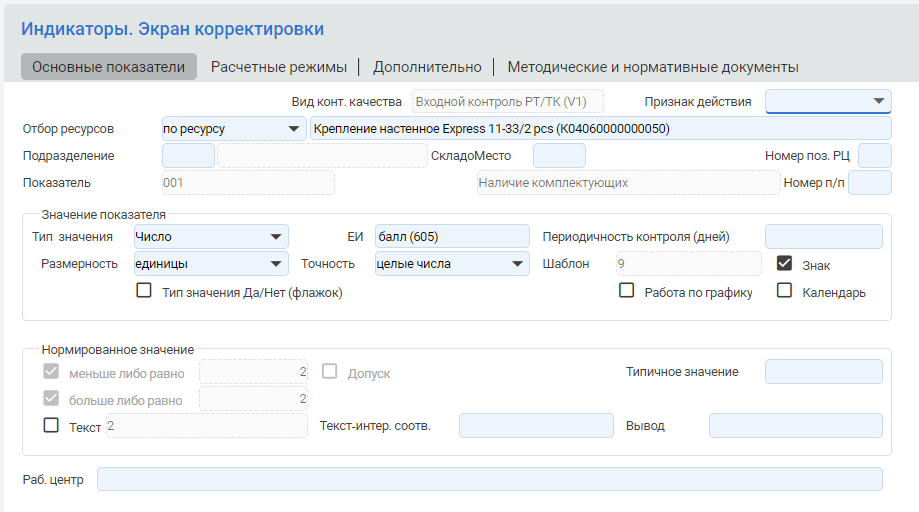 Индикаторы. Экран корректировки
Основные показатели Расчетные режимы Дополнительно Методические и нормативные документы
Вид конт. качества Входной контроль РТ/ТК (V1) Признак действия
Отбор ресурсов по ресурсу Крепление настенное Express 11-33/2 pcs (К04060000000050)
Подразделение СкладоМесто Номер поз. РЦ
Показатель 001 Наличие комплектующих Номер п/п
Значение показателя
Тип значения Число ЕИ балл (605) Периодичность контроля (дней)
Размерность единицы Точность целые числа Шаблон 9 Знак
Тип значения Да/Нет (флажок) Работа по графику Календарь
Нормированное значение
меньше либо равно 2 Допуск Типичное значение
больше либо равно 2
Текст 2 Текст-интер. соотв. Вывод
Раб. центр